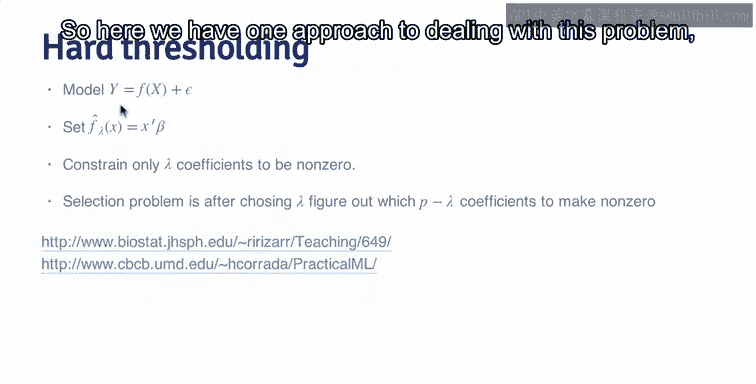 So here we have one approach to dealing with this problem,
Hard thresholding
· Model Y = f(X) + ϵ
· Set f̂_λ(x) = x′β
· Constrain only λ coefficients to be nonzero.
· Selection problem is after chosing λ figure out which p − λ coefficients to make nonzero
http://www.biostat.jhsph.edu/~ririzarr/Teaching/649/
http://www.cbcb.umd.edu/~hcorrada/PracticalML/